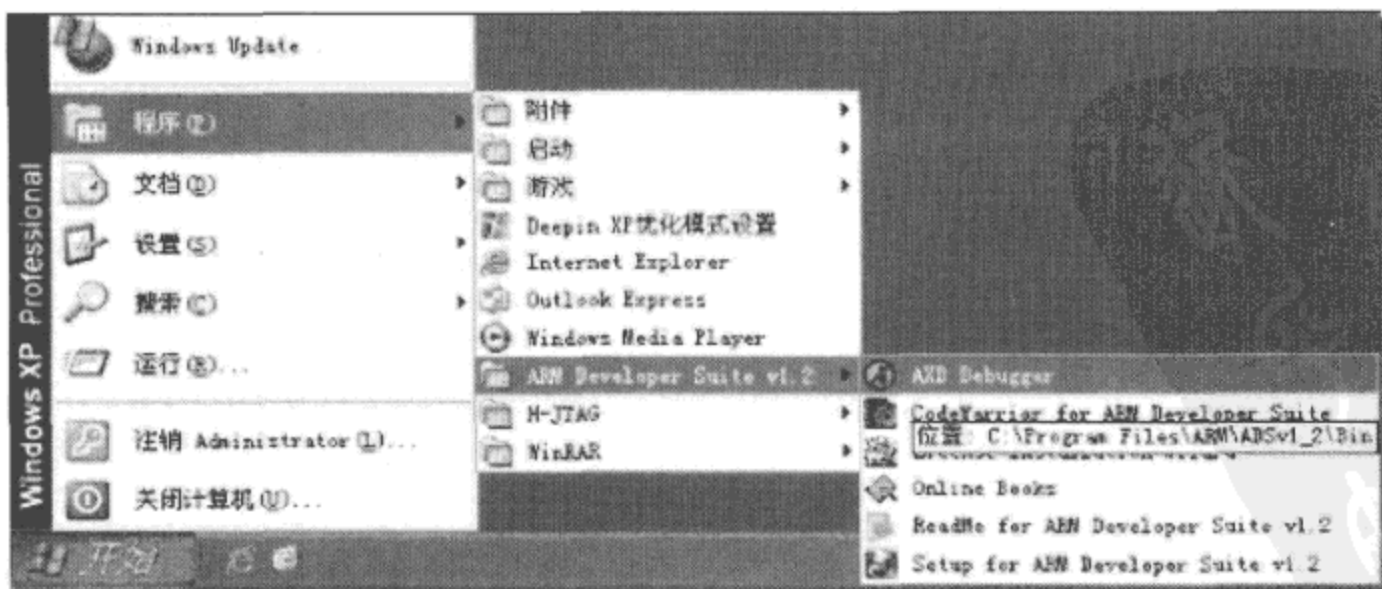 Windows Update
程序(P)
文档(D)
设置(S)
搜索(C)
运行(R)...
注销 Administrator(L)...
关闭计算机(U)...
Windows XP Professional
开始
附件
启动
游戏
Deepin XP优化模式设置
Internet Explorer
Outlook Express
Windows Media Player
ARM Developer Suite v1.2
H-JTAG
WinRAR
AXD Debugger
CodeWarrior for ARM Developer Suite
位置: C:\Program Files\ARM\ADSv1_2\Bin
Online Books
ReadMe for ARM Developer Suite v1.2
Setup for ARM Developer Suite v1.2